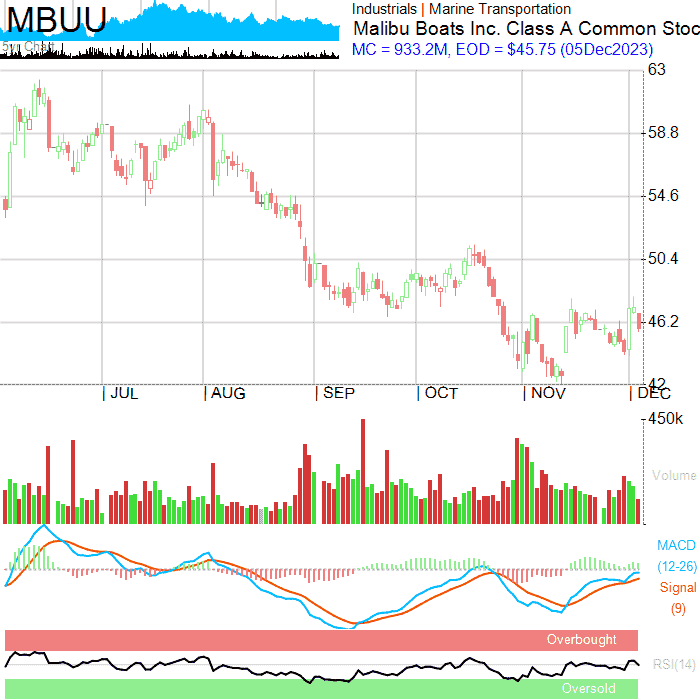 MBUU
5yr Chart
Industrials | Marine Transportation
Malibu Boats Inc. Class A Common Stoc
MC = 933.2M, EOD = $45.75 (05Dec2023)
63
58.8
54.6
50.4
46.2
42
| JUL | AUG | SEP | OCT | NOV | DEC
450k
Volume
MACD
(12-26)
Signal
(9)
Overbought
RSI(14)
Oversold